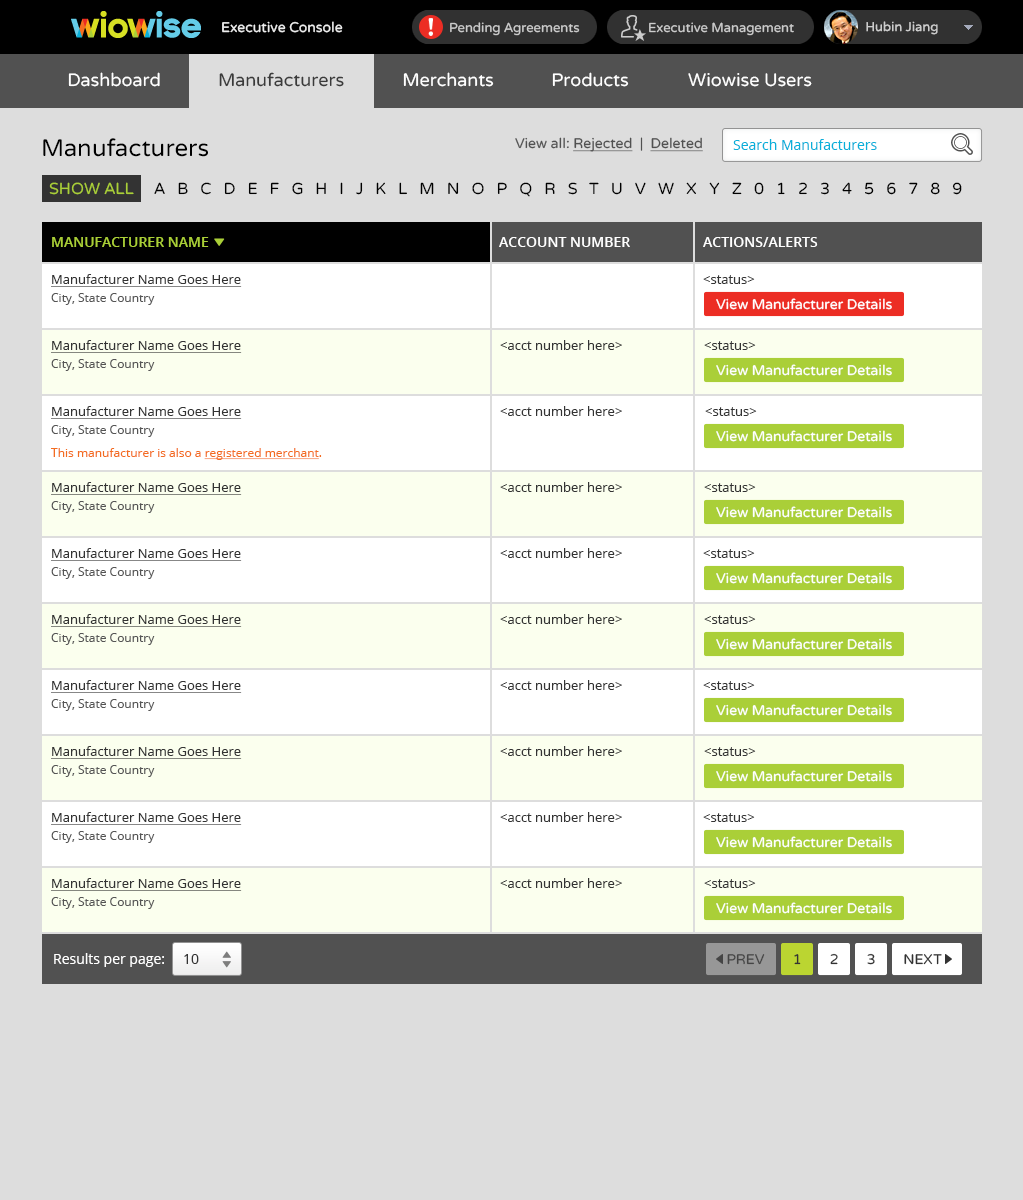 wiowise Executive Console Pending Agreements Executive Management Hubin Jiang
Dashboard Manufacturers Merchants Products Wiowise Users
Manufacturers View all: Rejected | Deleted Search Manufacturers
SHOW ALL A B C D E F G H I J K L M N O P Q R S T U V W X Y Z 0 1 2 3 4 5 6 7 8 9
MANUFACTURER NAME ACCOUNT NUMBER ACTIONS/ALERTS
Manufacturer Name Goes Here <status>
City, State Country View Manufacturer Details
Manufacturer Name Goes Here <acct number here> <status>
City, State Country View Manufacturer Details
Manufacturer Name Goes Here <acct number here> <status>
City, State Country View Manufacturer Details
This manufacturer is also a registered merchant.
Manufacturer Name Goes Here <acct number here> <status>
City, State Country View Manufacturer Details
Manufacturer Name Goes Here <acct number here> <status>
City, State Country View Manufacturer Details
Manufacturer Name Goes Here <acct number here> <status>
City, State Country View Manufacturer Details
Manufacturer Name Goes Here <acct number here> <status>
City, State Country View Manufacturer Details
Manufacturer Name Goes Here <acct number here> <status>
City, State Country View Manufacturer Details
Manufacturer Name Goes Here <acct number here> <status>
City, State Country View Manufacturer Details
Manufacturer Name Goes Here <acct number here> <status>
City, State Country View Manufacturer Details
Results per page: 10 PREV 1 2 3 NEXT